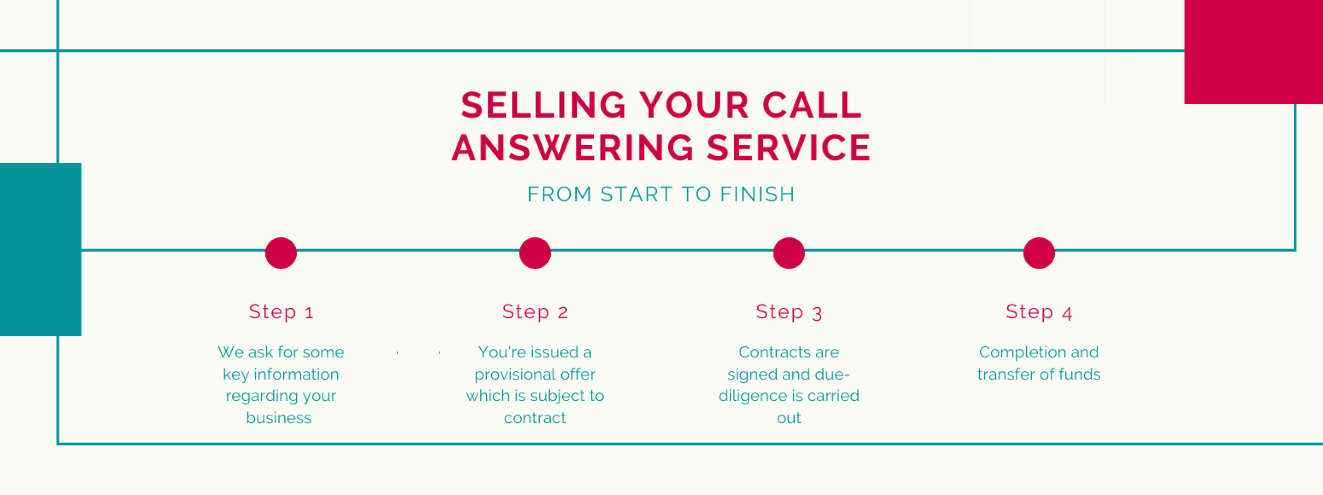 SELLING YOUR CALL
ANSWERING SERVICE
FROM START TO FINISH
Step 1
We ask for some
key information
regarding your
business
Step 2
You're issued a
provisional offer
which is subject to
contract
Step 3
Contracts are
signed and due-
diligence is carried
out
Step 4
Completion and
transfer of funds